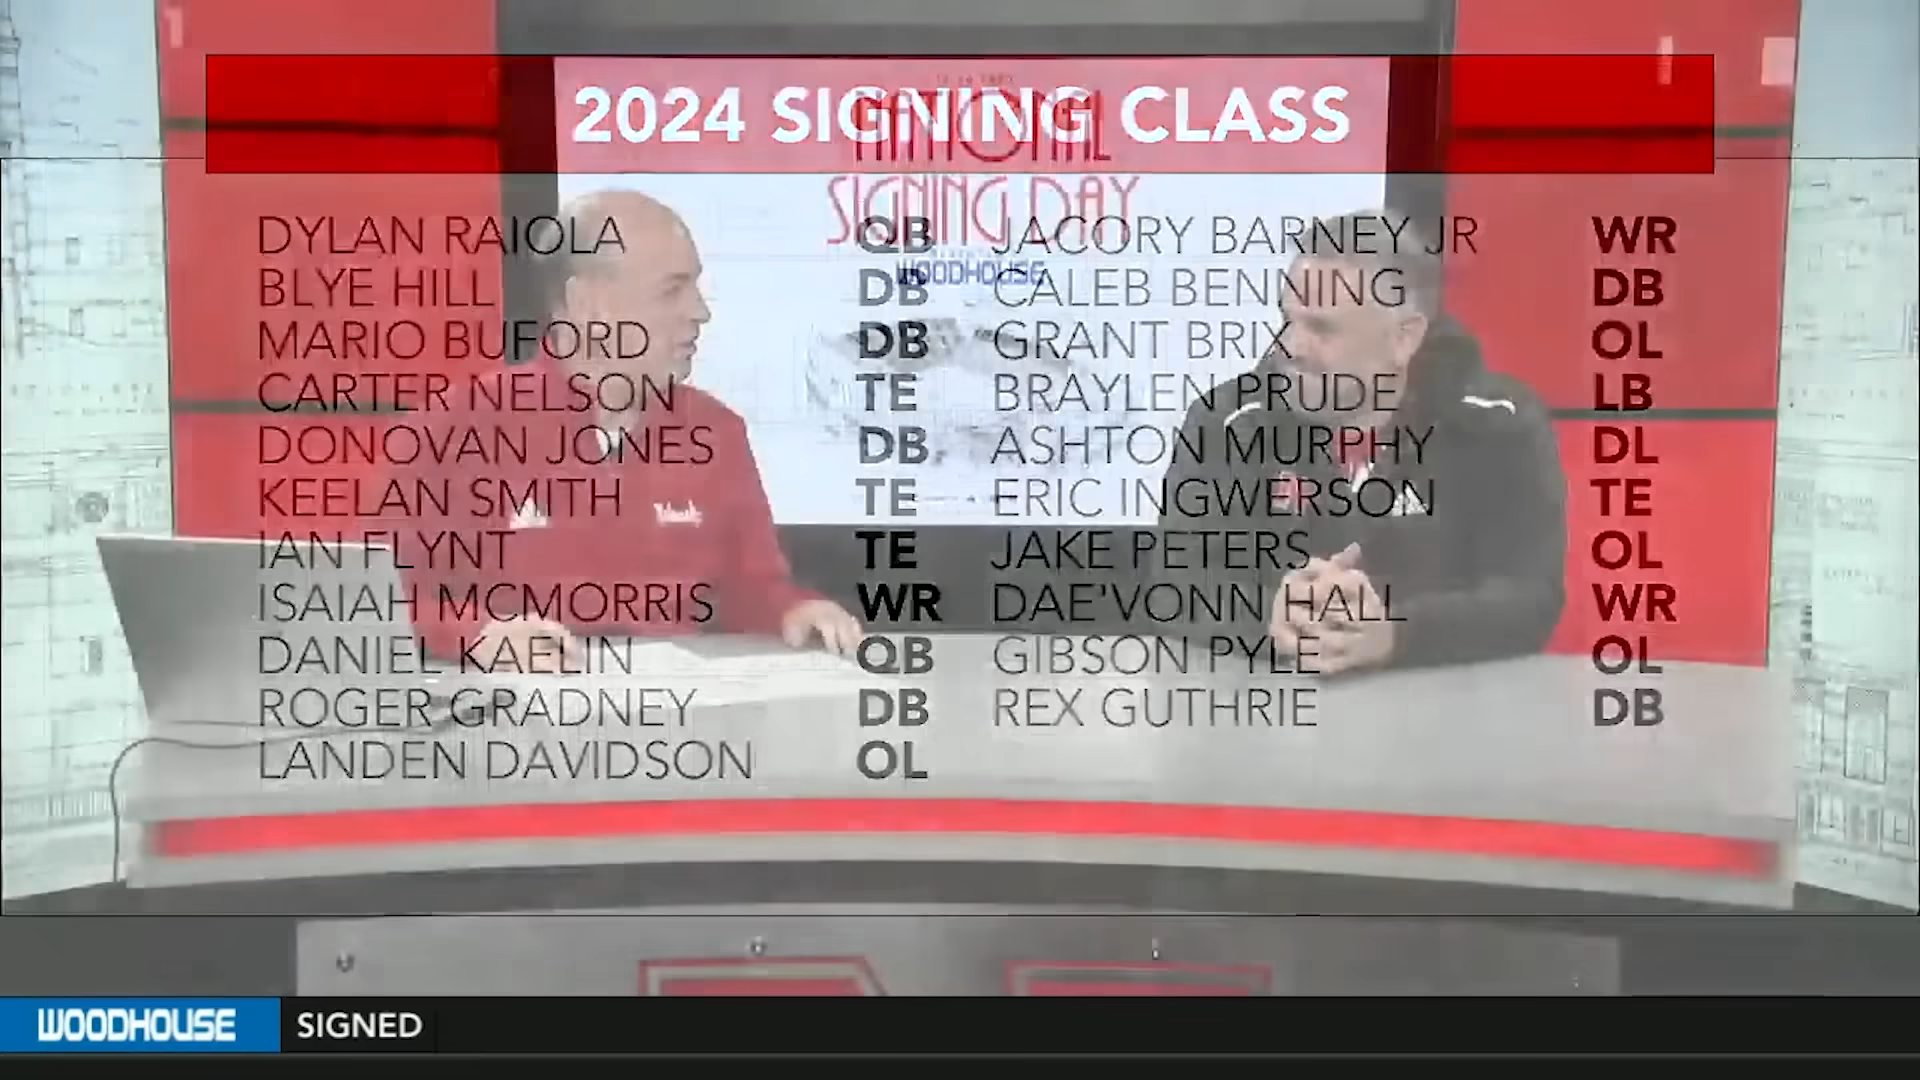 2024 SIGNING CLASS
NATIONAL
SIGNING DAY
WOODHOUSE
DYLAN RAIOLA QB JACORY BARNEY JR WR
BLYE HILL DB CALEB BENNING DB
MARIO BUFORD DB GRANT BRIX OL
CARTER NELSON TE BRAYLEN PRUDE LB
DONOVAN JONES DB ASHTON MURPHY DL
KEELAN SMITH TE ERIC INGWERSON TE
IAN FLYNT TE JAKE PETERS OL
ISAIAH MCMORRIS WR DAE'VONN HALL WR
DANIEL KAELIN QB GIBSON PYLE OL
ROGER GRADNEY DB REX GUTHRIE DB
LANDEN DAVIDSON OL
WOODHOUSE SIGNED